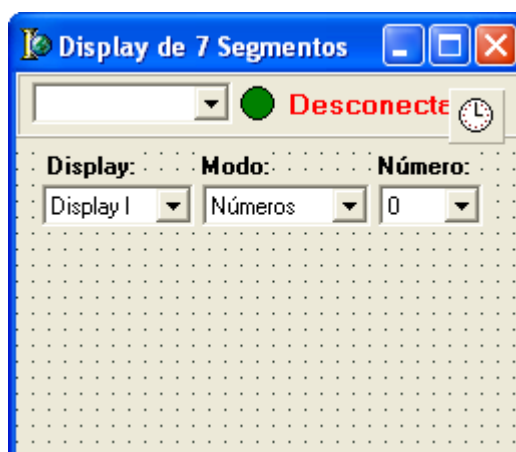 Display de 7 Segmentos
Desconecta
Display: Modo: Número:
Display I Números 0